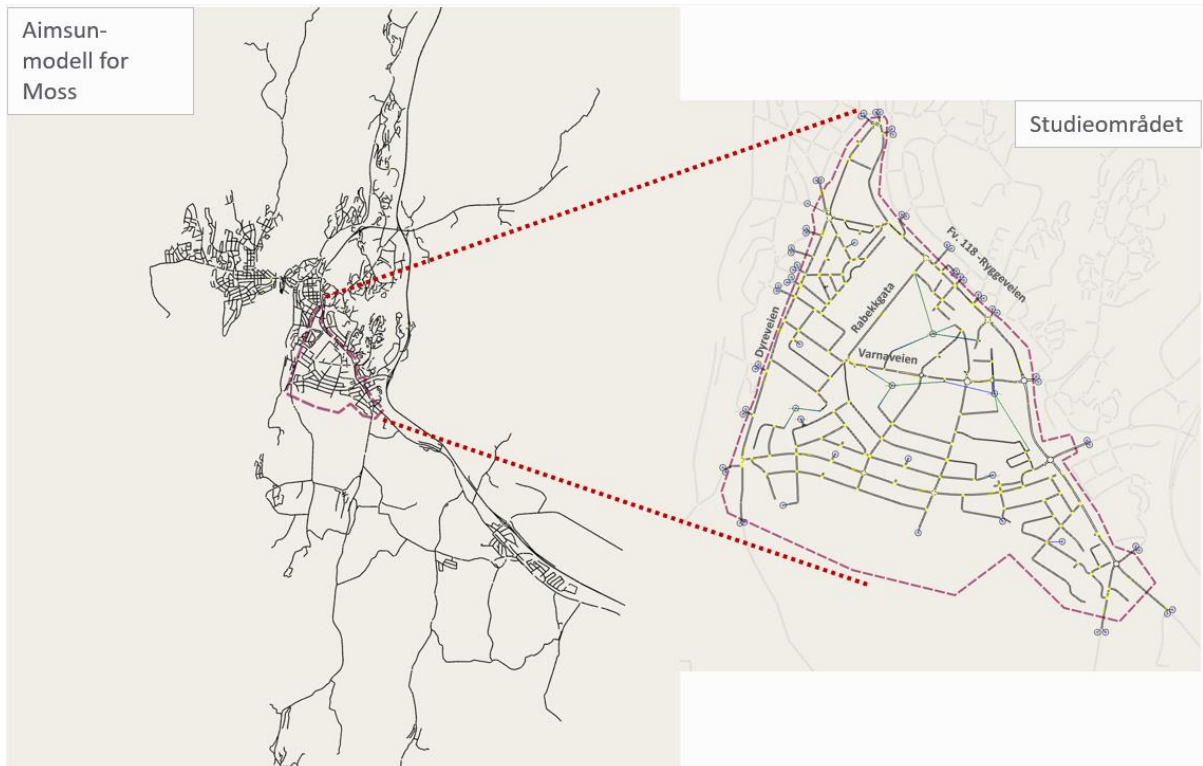 Aimsun-
modell for
Moss
Studieområdet
Fv. 118 -Ryggeveien
Rabekkgata
Dyreveien
Varnaveien